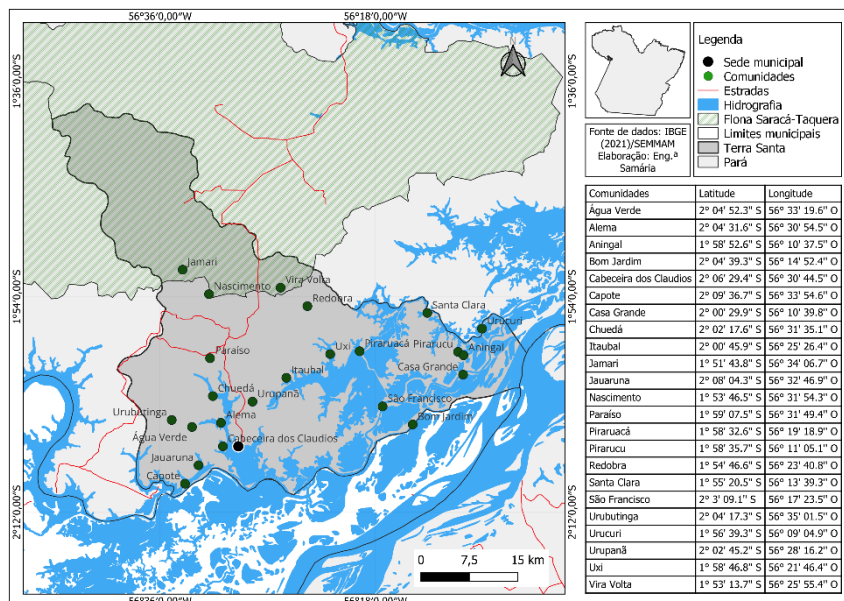 56°36'0,00"W
56°18'0,00"W
1°36'0,00"S
1°36'0,00"S
1°54'0,00"S
1°54'0,00"S
2°12'0,00"S
2°12'0,00"S
56°36'0,00"W
56°18'0,00"W
Jamari
Nascimento
Vira Volta
Redobra
Santa Clara
Urucuri
Paraíso
Uxi
Piraruacá
Pirarucu
Aningal
Casa Grande
Itaubal
Chuedá
Urupanã
São Francisco
Bom Jardim
Urubutinga
Alema
Água Verde
Cabeceira dos Claudios
Jauaruna
Capote
0 7,5 15 km
Legenda
Sede municipal
Comunidades
Estradas
Hidrografia
Flona Saracá-Taquera
Limites municipais
Terra Santa
Pará
Fonte de dados: IBGE
(2021)/SEMMAM
Elaboração: Eng.ª
Samária
Comunidades Latitude Longitude
Água Verde 2° 04' 52.3" S 56° 33' 19.6" O
Alema 2° 04' 31.6" S 56° 30' 54.5" O
Aningal 1° 58' 52.6" S 56° 10' 37.5" O
Bom Jardim 2° 04' 39.3" S 56° 14' 52.4" O
Cabeceira dos Claudios 2° 06' 29.4" S 56° 30' 44.5" O
Capote 2° 09' 36.7" S 56° 33' 54.6" O
Casa Grande 2° 00' 29.9" S 56° 10' 39.8" O
Chuedá 2° 02' 17.6" S 56° 31' 35.1" O
Itaubal 2° 00' 45.9" S 56° 25' 26.4" O
Jamari 1° 51' 43.8" S 56° 34' 06.7" O
Jauaruna 2° 08' 04.3" S 56° 32' 46.9" O
Nascimento 1° 53' 46.5" S 56° 31' 54.3" O
Paraíso 1° 59' 07.5" S 56° 31' 49.4" O
Piraruacá 1° 58' 32.6" S 56° 19' 18.9" O
Pirarucu 1° 58' 35.7" S 56° 11' 05.1" O
Redobra 1° 54' 46.6" S 56° 23' 40.8" O
Santa Clara 1° 55' 20.5" S 56° 13' 39.3" O
São Francisco 2° 3' 09.1" S 56° 17' 23.5" O
Urubutinga 2° 04' 17.3" S 56° 35' 01.5" O
Urucuri 1° 56' 39.3" S 56° 09' 04.9" O
Urupanã 2° 02' 45.2" S 56° 28' 16.2" O
Uxi 1° 58' 46.8" S 56° 21' 46.4" O
Vira Volta 1° 53' 13.7" S 56° 25' 55.4" O